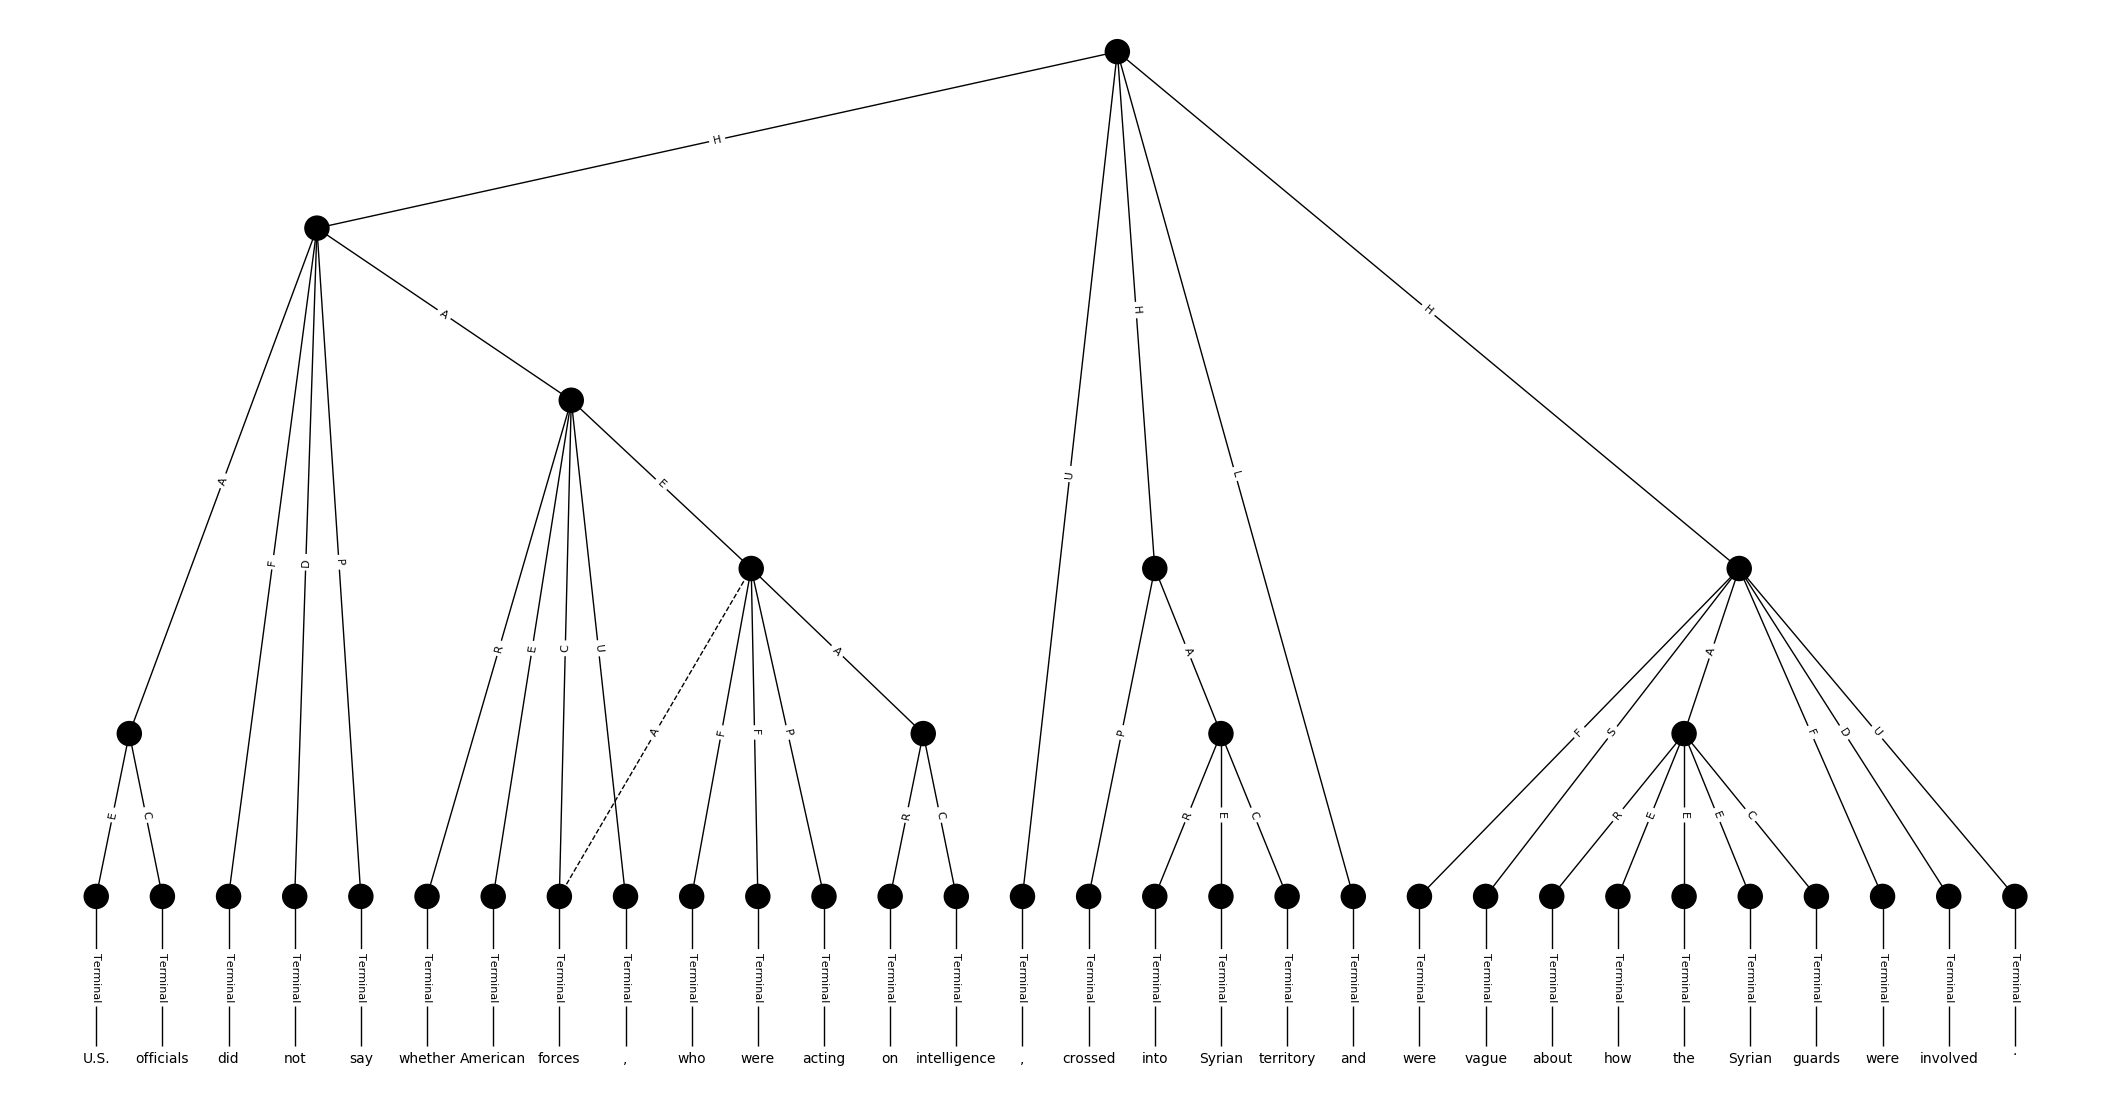 H
H
A
H
U
L
A
E
F
D
P
R
E
C
U
A
A
A
A
F
F
P
P
F
S
F
D
U
E
C
R
C
R
E
C
R
E
E
E
C
Terminal Terminal Terminal Terminal Terminal Terminal Terminal Terminal Terminal Terminal Terminal Terminal Terminal Terminal Terminal Terminal Terminal Terminal Terminal Terminal Terminal Terminal Terminal Terminal Terminal Terminal Terminal Terminal Terminal Terminal
U.S. officials did not say whether American forces , who were acting on intelligence , crossed into Syrian territory and were vague about how the Syrian guards were involved .